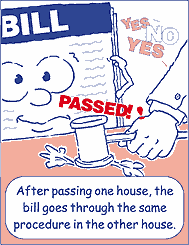 BILL
YES
NO
YES
PASSED!!
After passing one house, the
bill goes through the same
procedure in the other house.